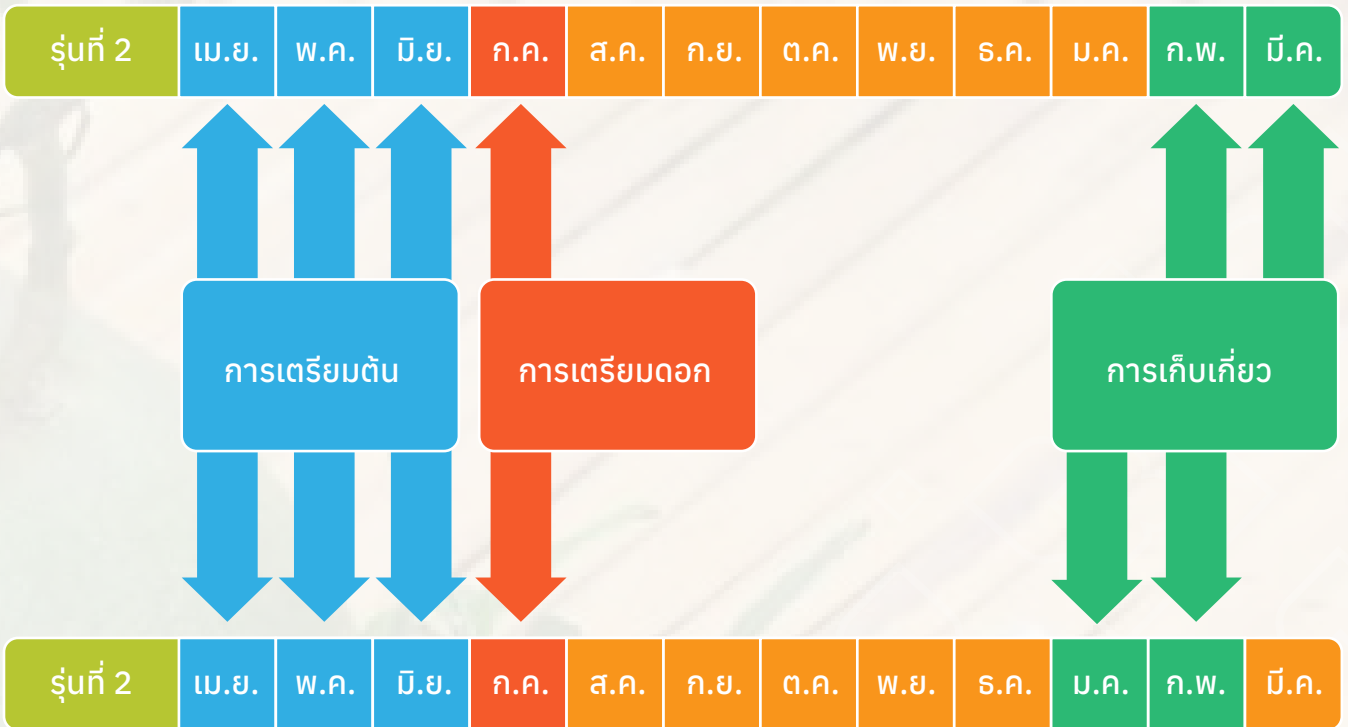 รุ่นที่ 2 เม.ย. พ.ค. มิ.ย. ก.ค. ส.ค. ก.ย. ต.ค. พ.ย. ธ.ค. ม.ค. ก.พ. มี.ค.
การเตรียมต้น การเตรียมดอก การเก็บเกี่ยว
รุ่นที่ 2 เม.ย. พ.ค. มิ.ย. ก.ค. ส.ค. ก.ย. ต.ค. พ.ย. ธ.ค. ม.ค. ก.พ. มี.ค.